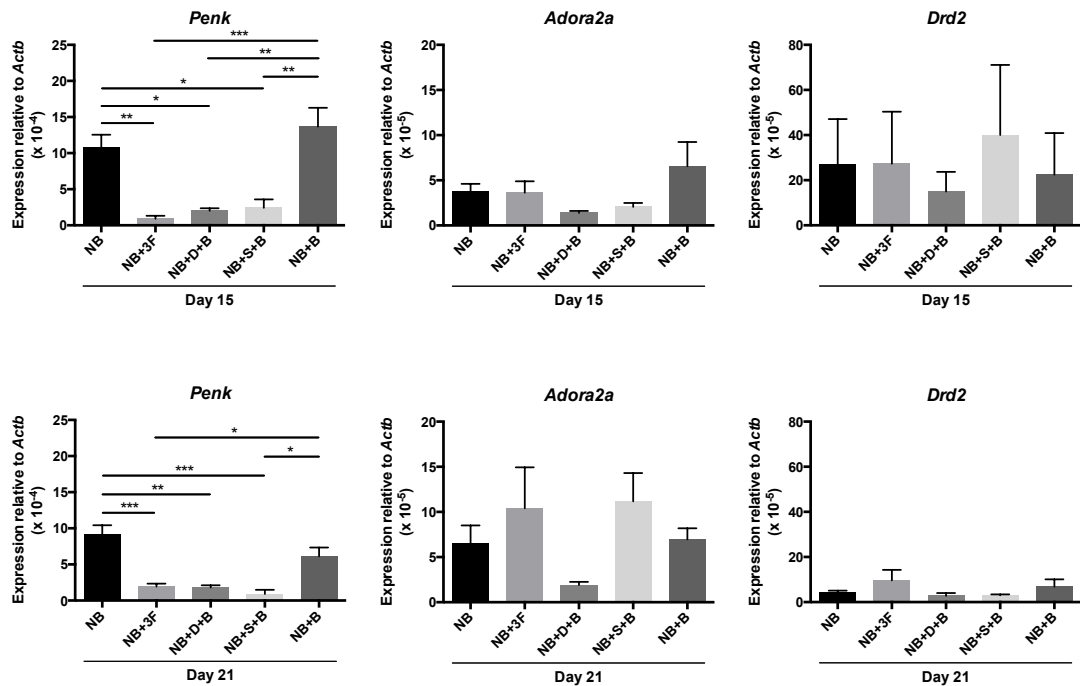 Penk
Expression relative to Actb
(x 10-4)
25
20
15
10
5
0
***
**
**
*
*
**
NB
NB+3F
NB+D+B
NB+S+B
NB+B
Day 15
Adora2a
Expression relative to Actb
(x 10-5)
20
15
10
5
0
NB
NB+3F
NB+D+B
NB+S+B
NB+B
Day 15
Drd2
Expression relative to Actb
(x 10-5)
80
60
40
20
0
NB
NB+3F
NB+D+B
NB+S+B
NB+B
Day 15
Penk
Expression relative to Actb
(x 10-4)
25
20
15
10
5
0
*
*
***
**
***
NB
NB+3F
NB+D+B
NB+S+B
NB+B
Day 21
Adora2a
Expression relative to Actb
(x 10-5)
20
15
10
5
0
NB
NB+3F
NB+D+B
NB+S+B
NB+B
Day 21
Drd2
Expression relative to Actb
(x 10-5)
80
60
40
20
0
NB
NB+3F
NB+D+B
NB+S+B
NB+B
Day 21